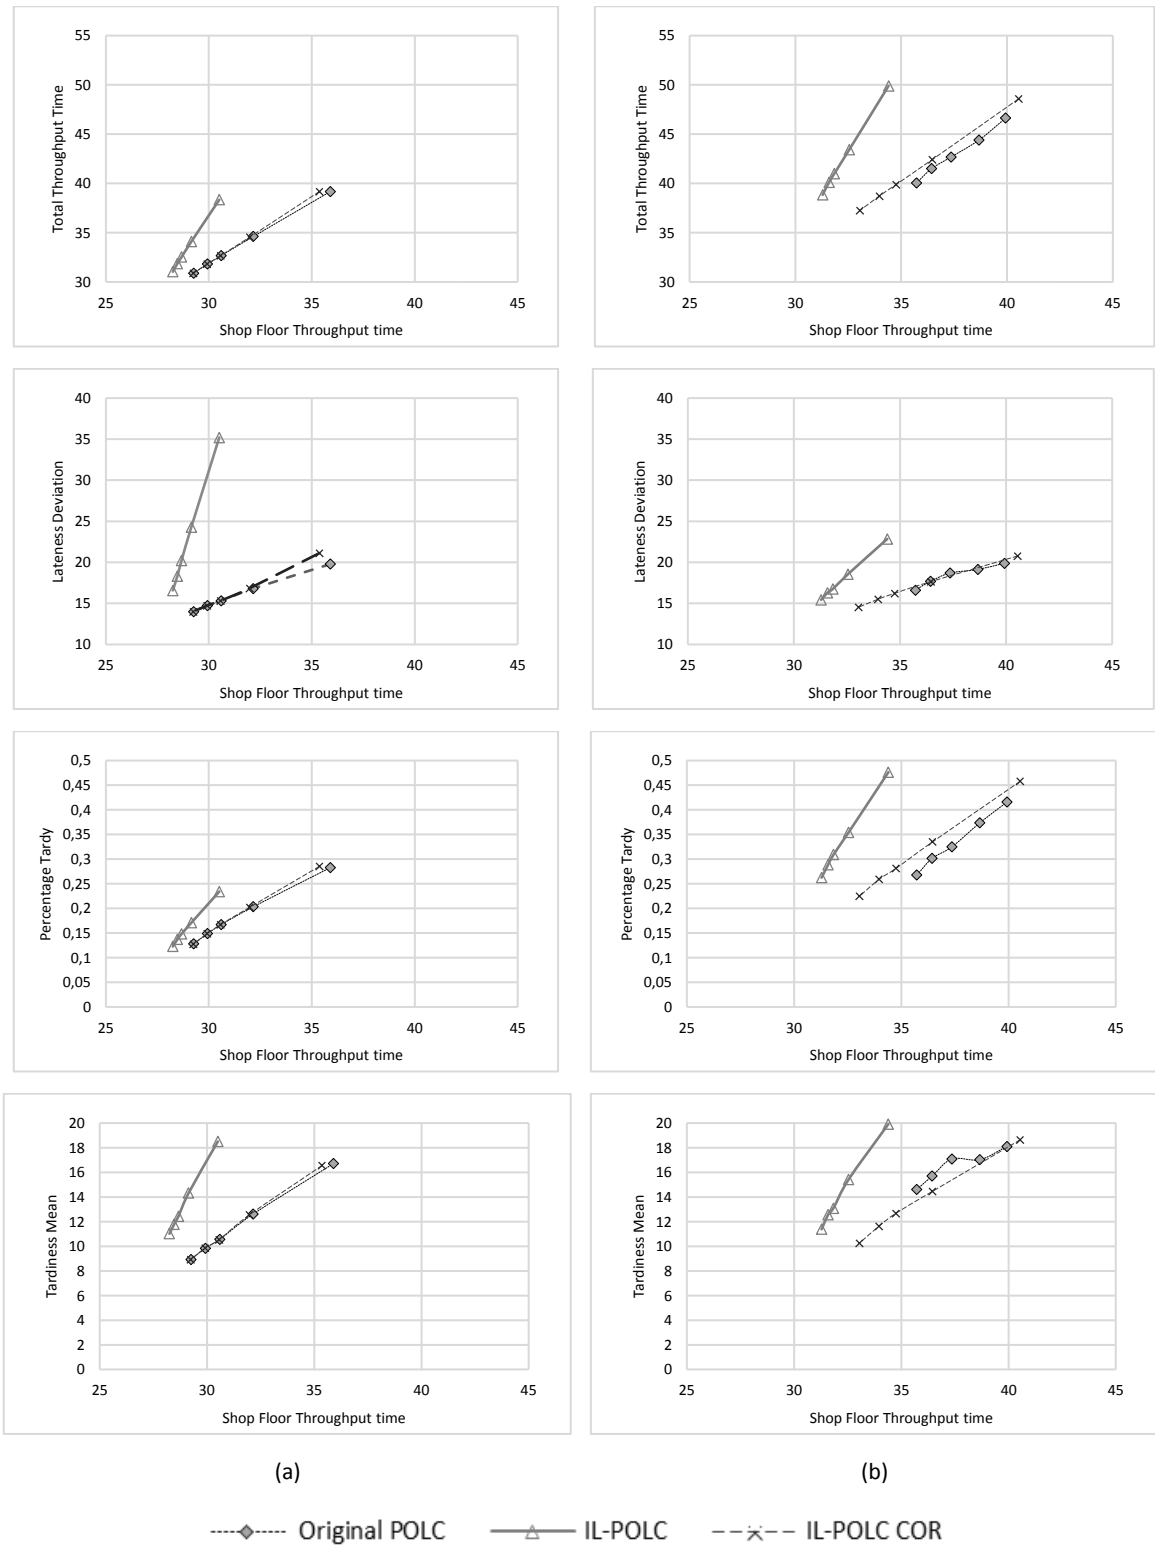 Total Throughput Time
55
50
45
40
35
30
25 30 35 40 45
Shop Floor Throughput time
Total Throughput Time
55
50
45
40
35
30
25 30 35 40 45
Shop Floor Throughput time
Lateness Deviation
40
35
30
25
20
15
10
25 30 35 40 45
Shop Floor Throughput time
Lateness Deviation
40
35
30
25
20
15
10
25 30 35 40 45
Shop Floor Throughput time
Percentage Tardy
0,5
0,45
0,4
0,35
0,3
0,25
0,2
0,15
0,1
0,05
0
25 30 35 40 45
Shop Floor Throughput time
Percentage Tardy
0,5
0,45
0,4
0,35
0,3
0,25
0,2
0,15
0,1
0,05
0
25 30 35 40 45
Shop Floor Throughput time
Tardiness Mean
20
18
16
14
12
10
8
6
4
2
0
25 30 35 40 45
Shop Floor Throughput time
Tardiness Mean
20
18
16
14
12
10
8
6
4
2
0
25 30 35 40 45
Shop Floor Throughput time
(a) (b)
Original POLC IL-POLC IL-POLC COR